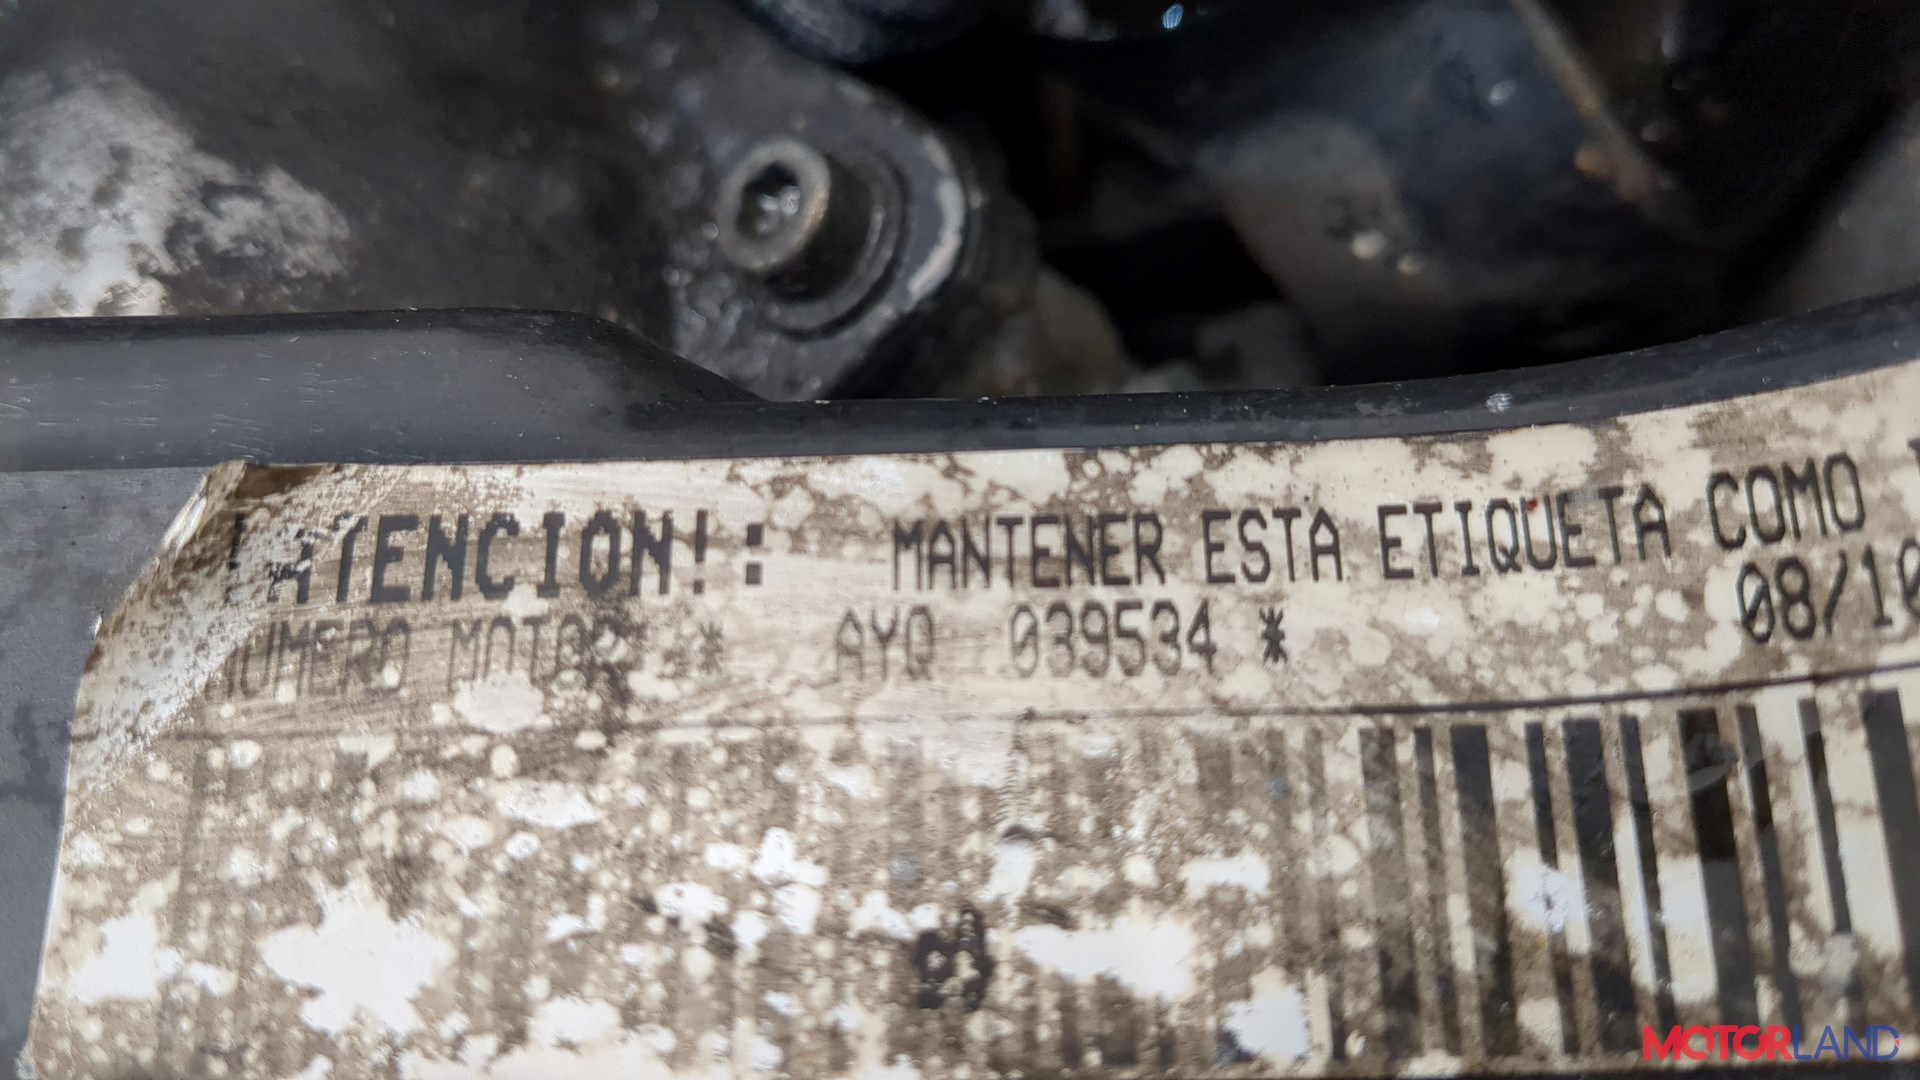 !ATENCION!: MANTENER ESTA ETIQUETA COMO
NUMERO MOTOR: * AYQ 039534 *
08/10
MOTORLAND